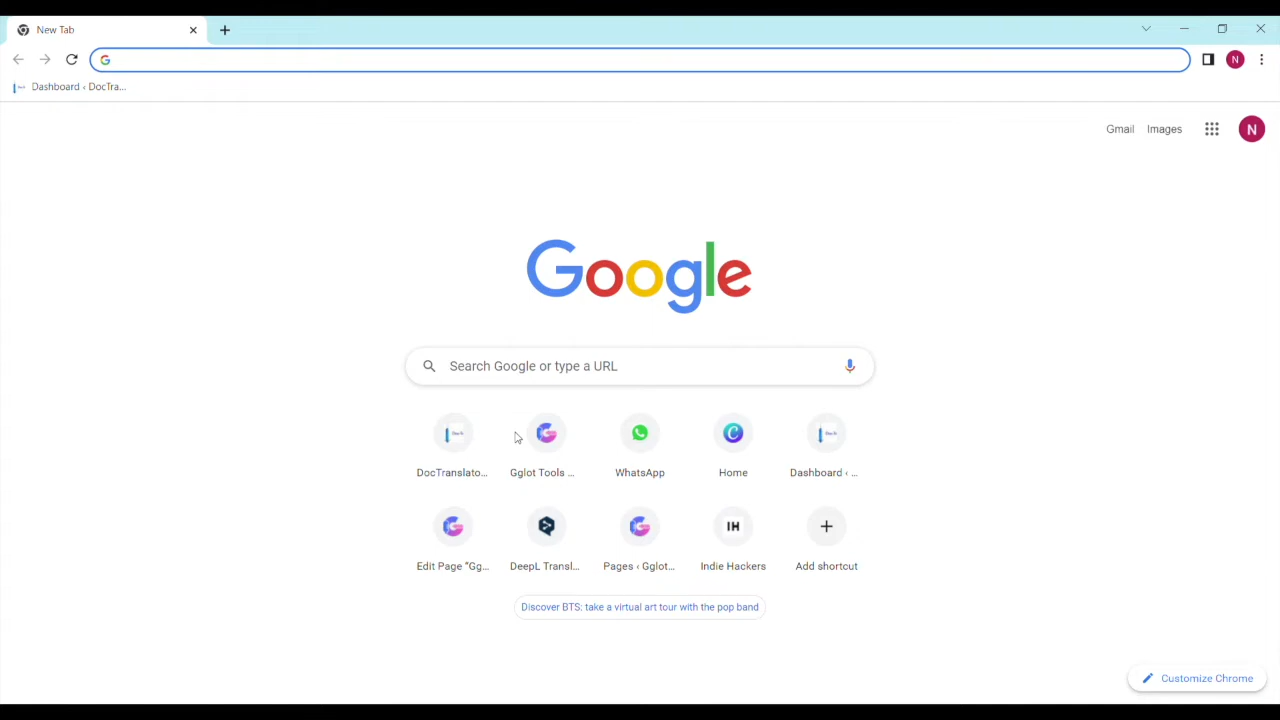 New Tab
Dashboard ‹ DocTra...
N
Gmail Images
N
Google
Search Google or type a URL
DocTranslato... Gglot Tools ... WhatsApp Home Dashboard ‹ ...
IH
Edit Page “Gg... DeepL Transl... Pages ‹ Gglot... Indie Hackers Add shortcut
Discover BTS: take a virtual art tour with the pop band
Customize Chrome